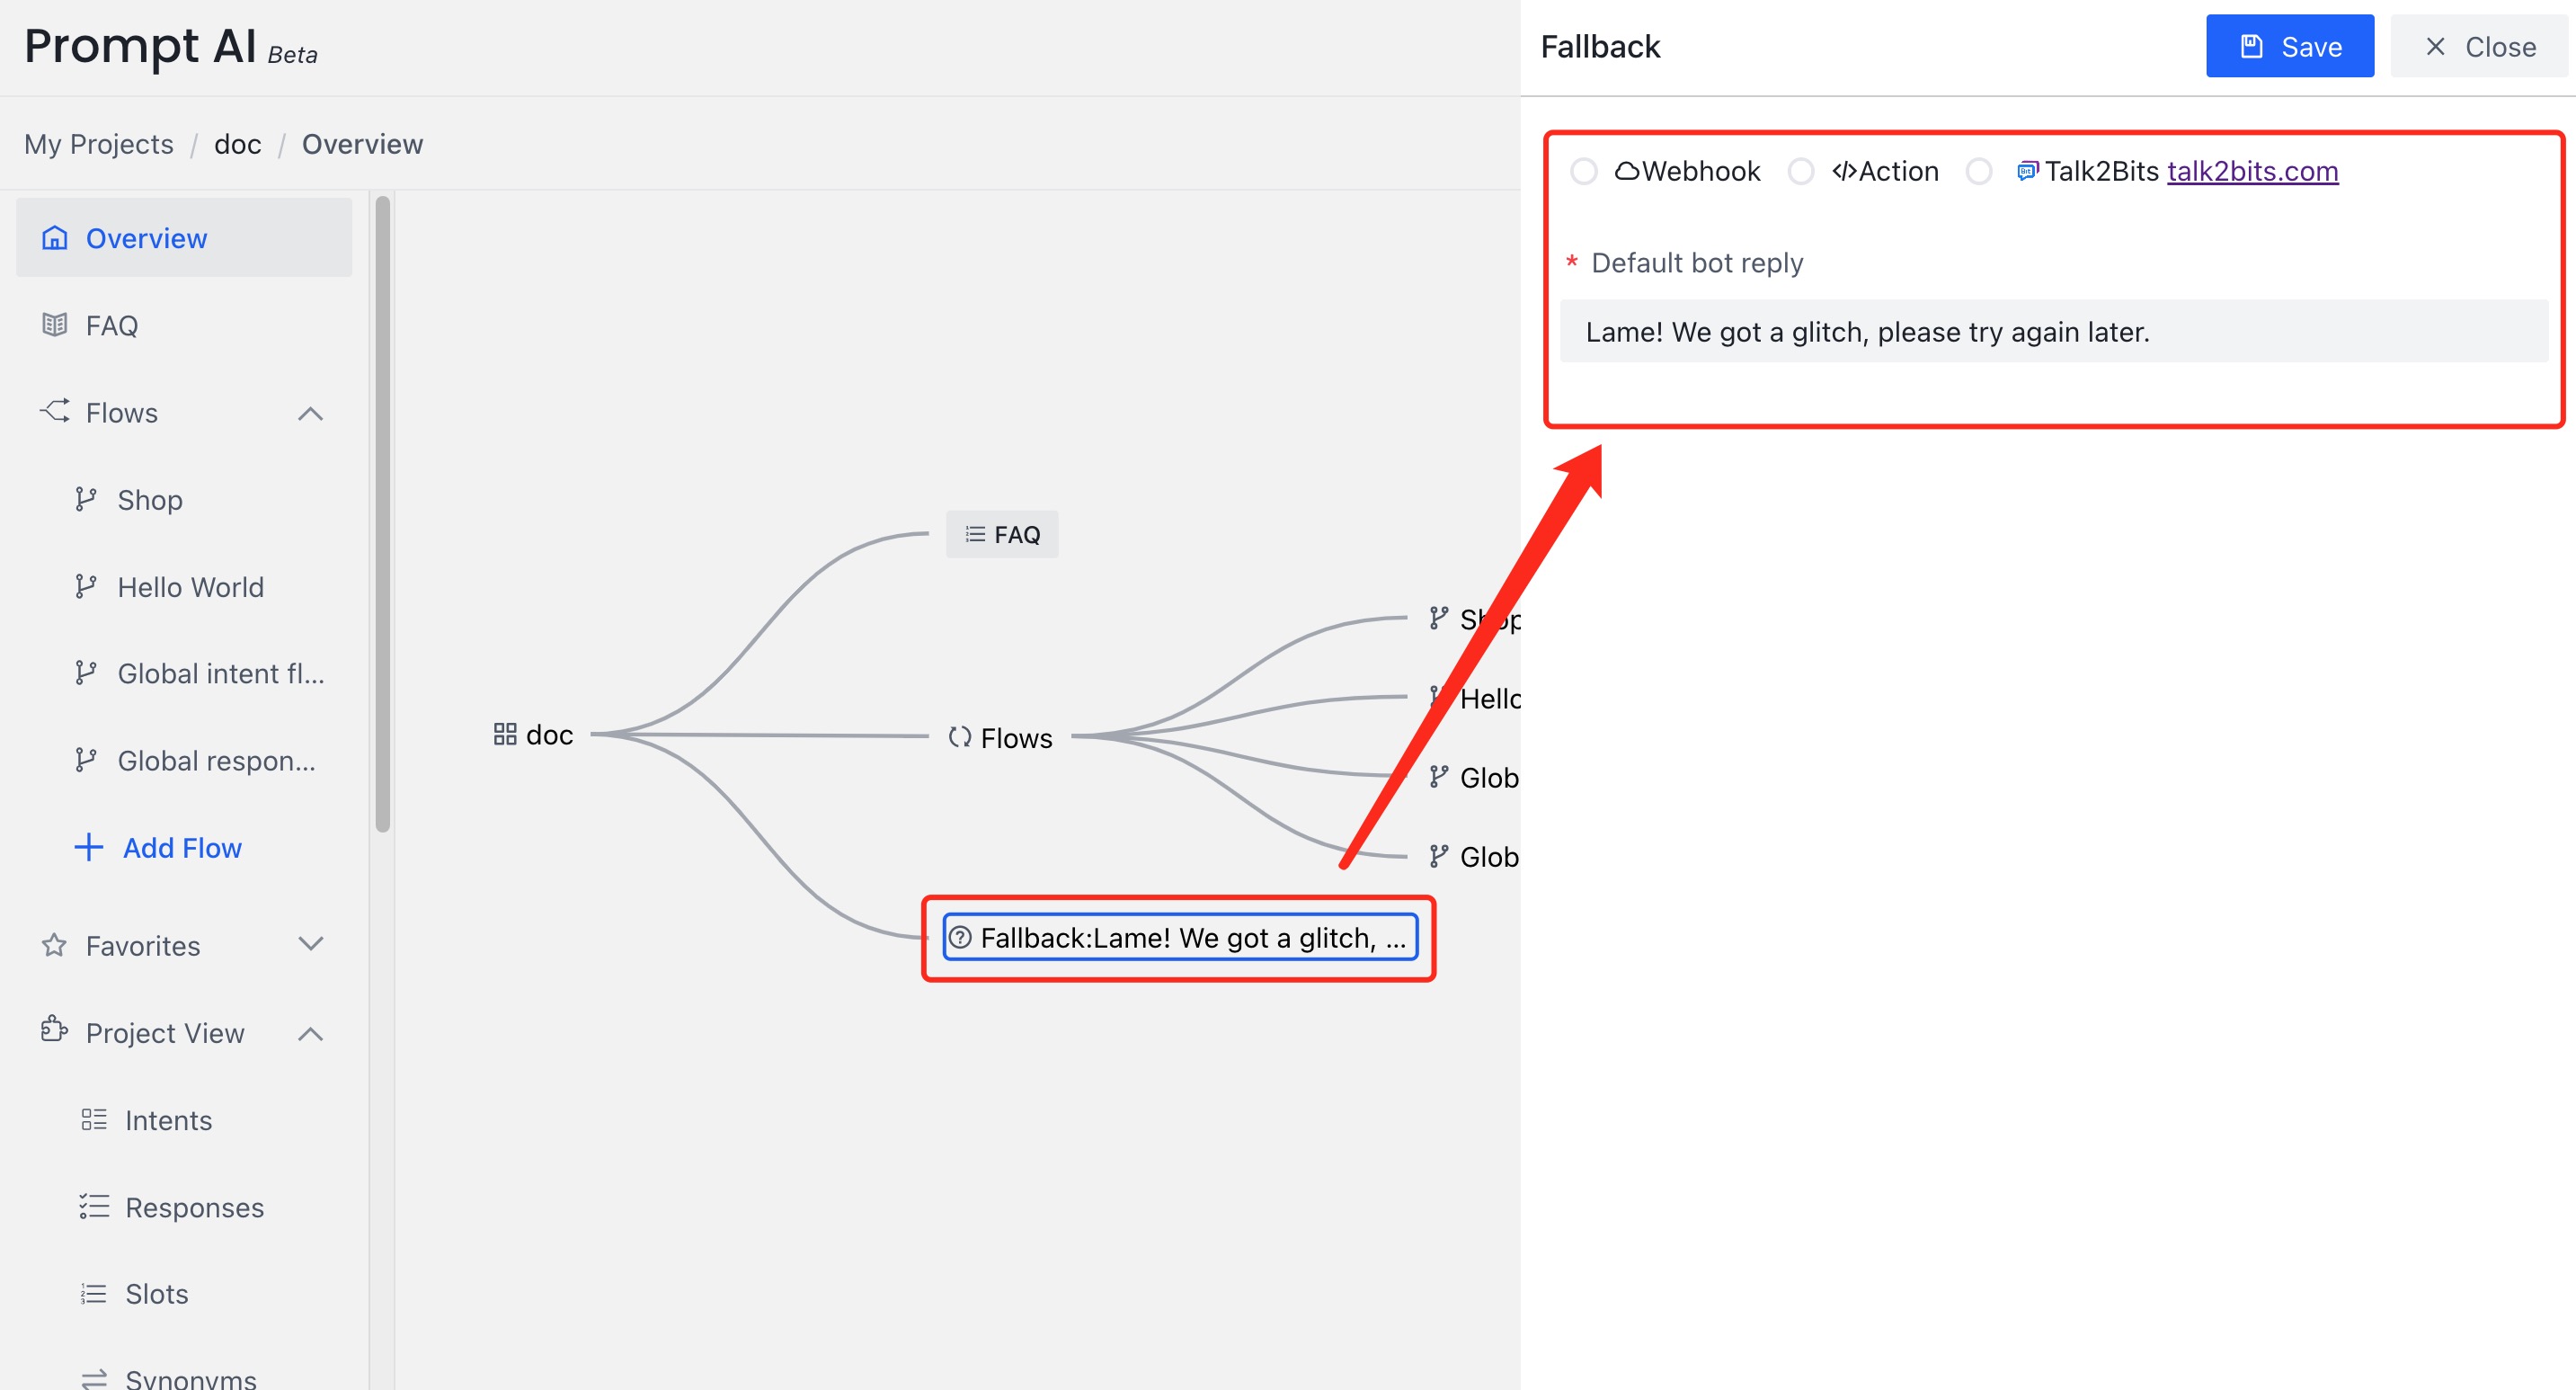 Prompt AI Beta
My Projects / doc / Overview
Overview
FAQ
Flows
Shop
Hello World
Global intent fl...
Global respon...
Add Flow
Favorites
Project View
Intents
Responses
Slots
Synonyms
doc
FAQ
Flows
Shop
Hello
Glob
Glob
Fallback:Lame! We got a glitch, ...
Fallback
Save
Close
Webhook </>Action Talk2Bits talk2bits.com
* Default bot reply
Lame! We got a glitch, please try again later.